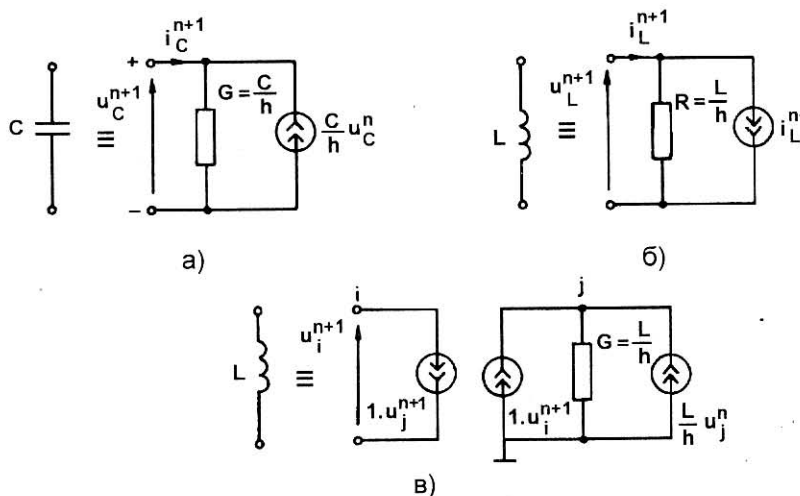 i_C^{n+1}
+
C
≡
u_C^{n+1}
G=C/h
C/h u_C^n
–
а)
i_L^{n+1}
L
≡
u_L^{n+1}
R=L/h
i_L^n
б)
L
≡
i
u_i^{n+1}
1.u_j^{n+1}
j
1.u_i^{n+1}
G=L/h
L/h u_j^n
в)